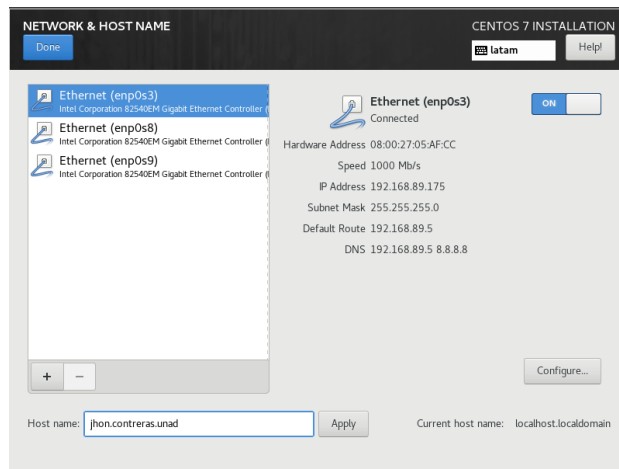 NETWORK & HOST NAME
CENTOS 7 INSTALLATION
Done
latam
Help!
Ethernet (enp0s3)
Intel Corporation 82540EM Gigabit Ethernet Controller (
Ethernet (enp0s8)
Intel Corporation 82540EM Gigabit Ethernet Controller (
Ethernet (enp0s9)
Intel Corporation 82540EM Gigabit Ethernet Controller (
Ethernet (enp0s3)
Connected
ON
Hardware Address 08:00:27:05:AF:CC
Speed 1000 Mb/s
IP Address 192.168.89.175
Subnet Mask 255.255.255.0
Default Route 192.168.89.5
DNS 192.168.89.5 8.8.8.8
+ −
Configure...
Host name: jhon.contreras.unad
Apply
Current host name: localhost.localdomain